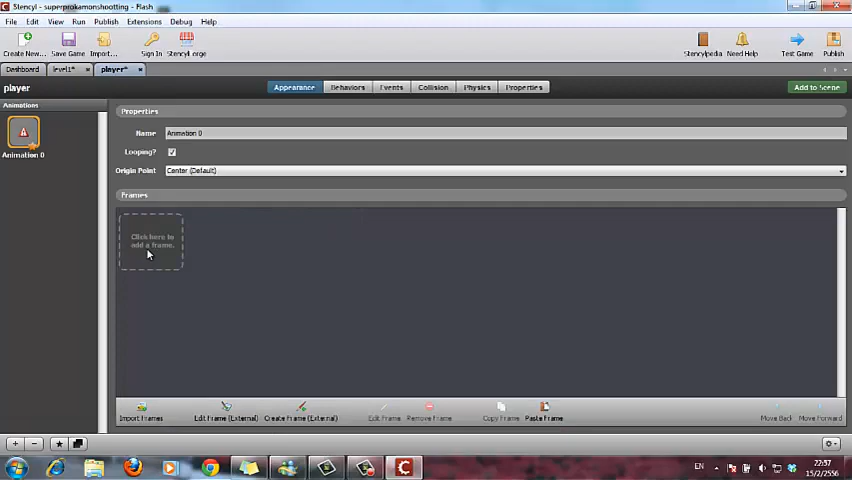 Stencyl - superprokamonshootting - Flash
File Edit View Run Publish Extensions Debug Help
Create New... Save Game Import... Sign In StencylForge Stencylpedia Need Help Test Game Publish
Dashboard level1* player*
player Appearance Behaviors Events Collision Physics Properties Add to Scene
Animations
Properties
Animation 0
Name Animation 0
Looping?
Origin Point Center (Default)
Frames
Click here to
add a frame.
Import Frames Edit Frame (External) Create Frame (External) Edit Frame Remove Frame Copy Frame Paste Frame Move Back Move Forward
EN
22:57
15/2/2556